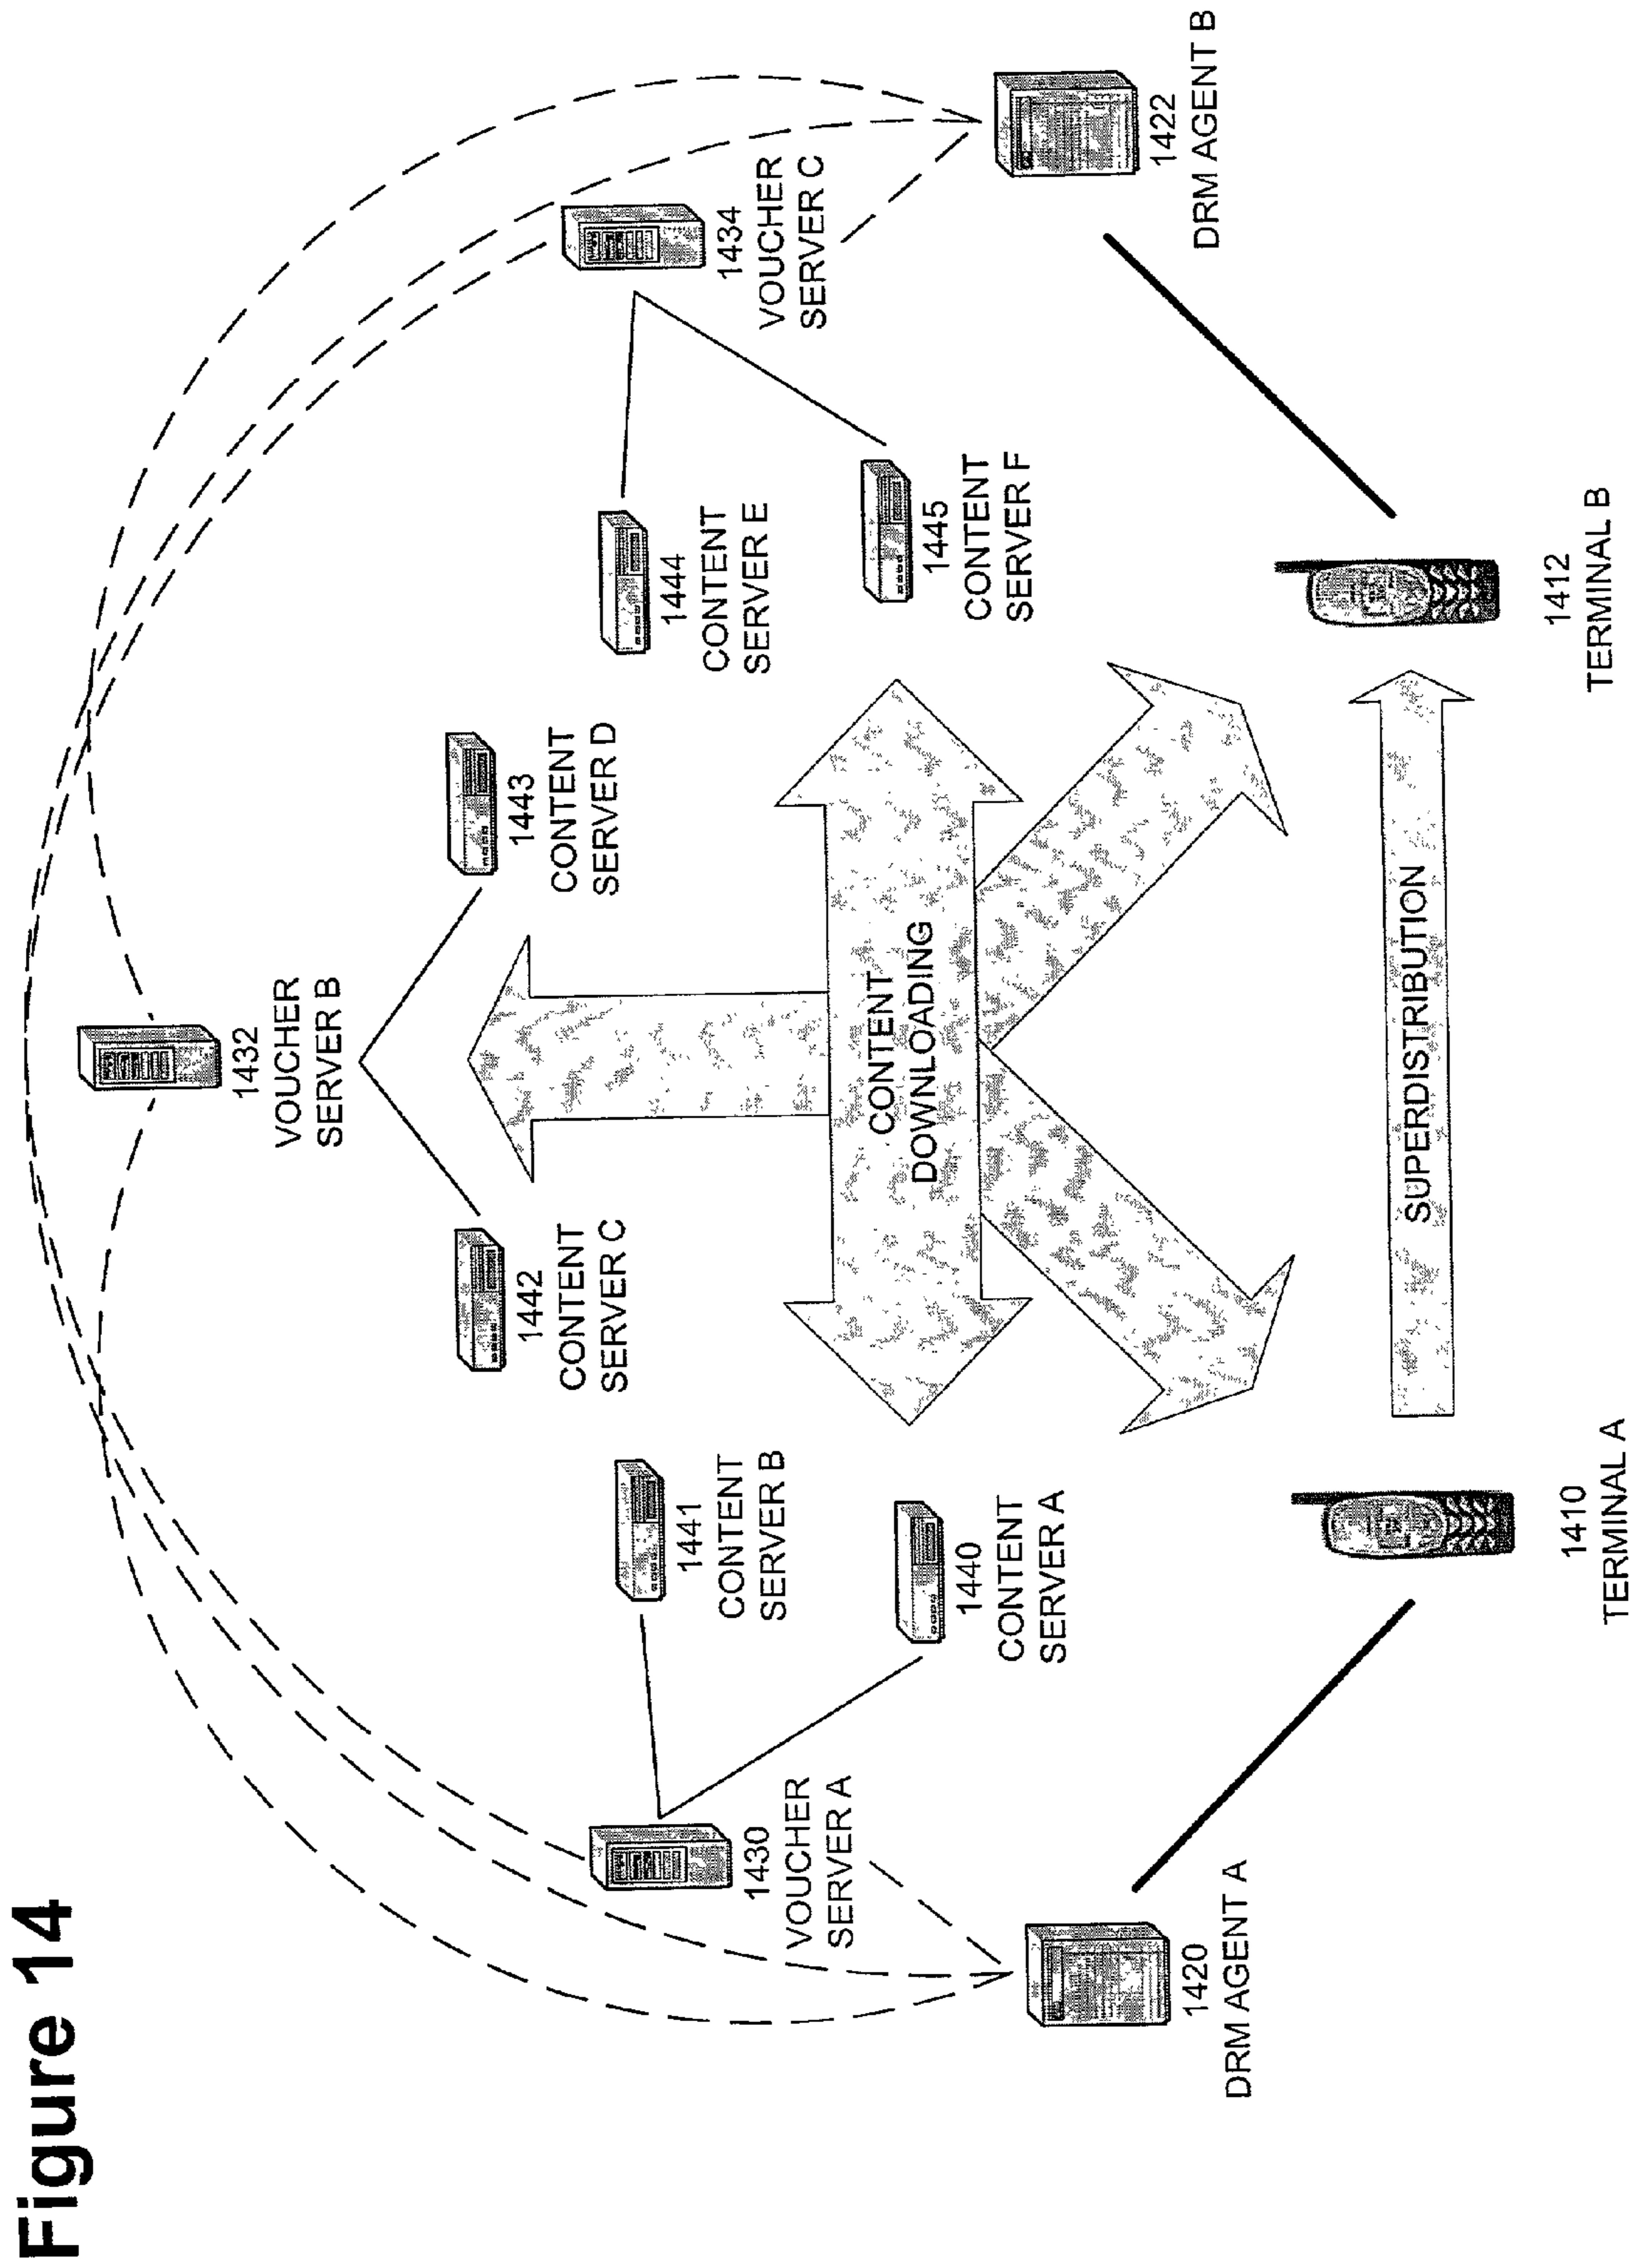 Figure 14
1432
VOUCHER
SERVER B
1442
CONTENT
SERVER C
1443
CONTENT
SERVER D
1430
VOUCHER
SERVER A
1441
CONTENT
SERVER B
1444
CONTENT
SERVER E
1434
VOUCHER
SERVER C
1440
CONTENT
SERVER A
CONTENT
DOWNLOADING
1445
CONTENT
SERVER F
1420
DRM AGENT A
1422
DRM AGENT B
SUPERDISTRIBUTION
1410
TERMINAL A
1412
TERMINAL B